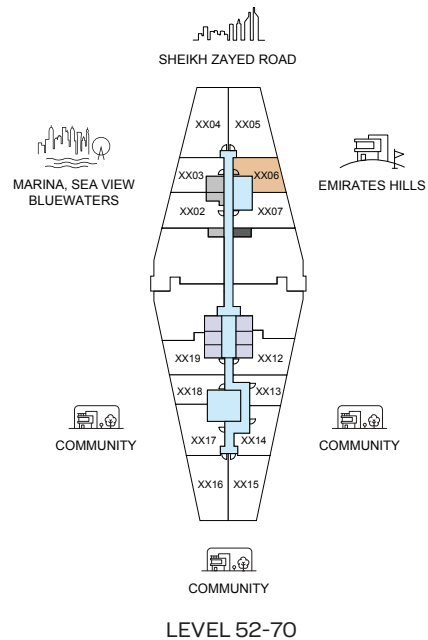 SHEIKH ZAYED ROAD
XX04
XX05
MARINA, SEA VIEW
BLUEWATERS
XX03
XX06
EMIRATES HILLS
XX02
XX07
XX19
XX12
XX18
XX13
COMMUNITY
XX17
XX14
COMMUNITY
XX16
XX15
COMMUNITY
LEVEL 52-70